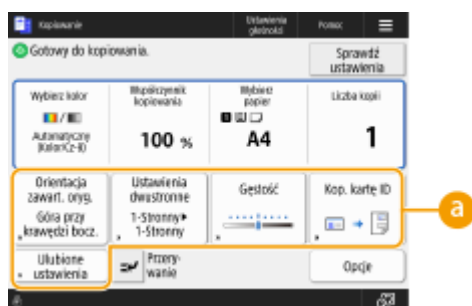 Kopiowanie
Ustawienia
głośności
Pomoc
Gotowy do kopiowania.
Sprawdź
ustawienia
Wybierz kolor
Automatyczny
(Kolor/Cz-B)
Współczynnik
kopiowania
100 %
Wybierz
papier
A4
Liczba kopii
1
Orientacja
zawart. oryg.
Góra przy
krawędzi bocz.
Ustawienia
dwustronne
1-Stronny▶
1-Stronny
Gęstość
Kop. kartę ID
a
Ulubione
ustawienia
Przery-
wanie
Opcje